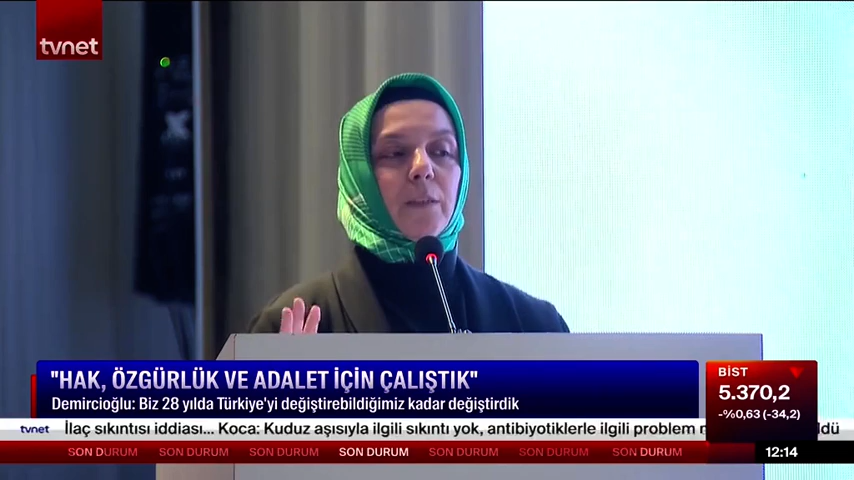 tvnet
"HAK, ÖZGÜRLÜK VE ADALET İÇİN ÇALIŞTIK"
Demircioğlu: Biz 28 yılda Türkiye'yi değiştirebildiğimiz kadar değiştirdik
BİST
5.370,2
-%0,63 (-34,2)
tvnet İlaç sıkıntısı iddiası... Koca: Kuduz aşısıyla ilgili sıkıntı yok, antibiyotiklerle ilgili problem
SON DURUM SON DURUM SON DURUM SON DURUM SON DURUM SON DURUM SON DURUM 12:14